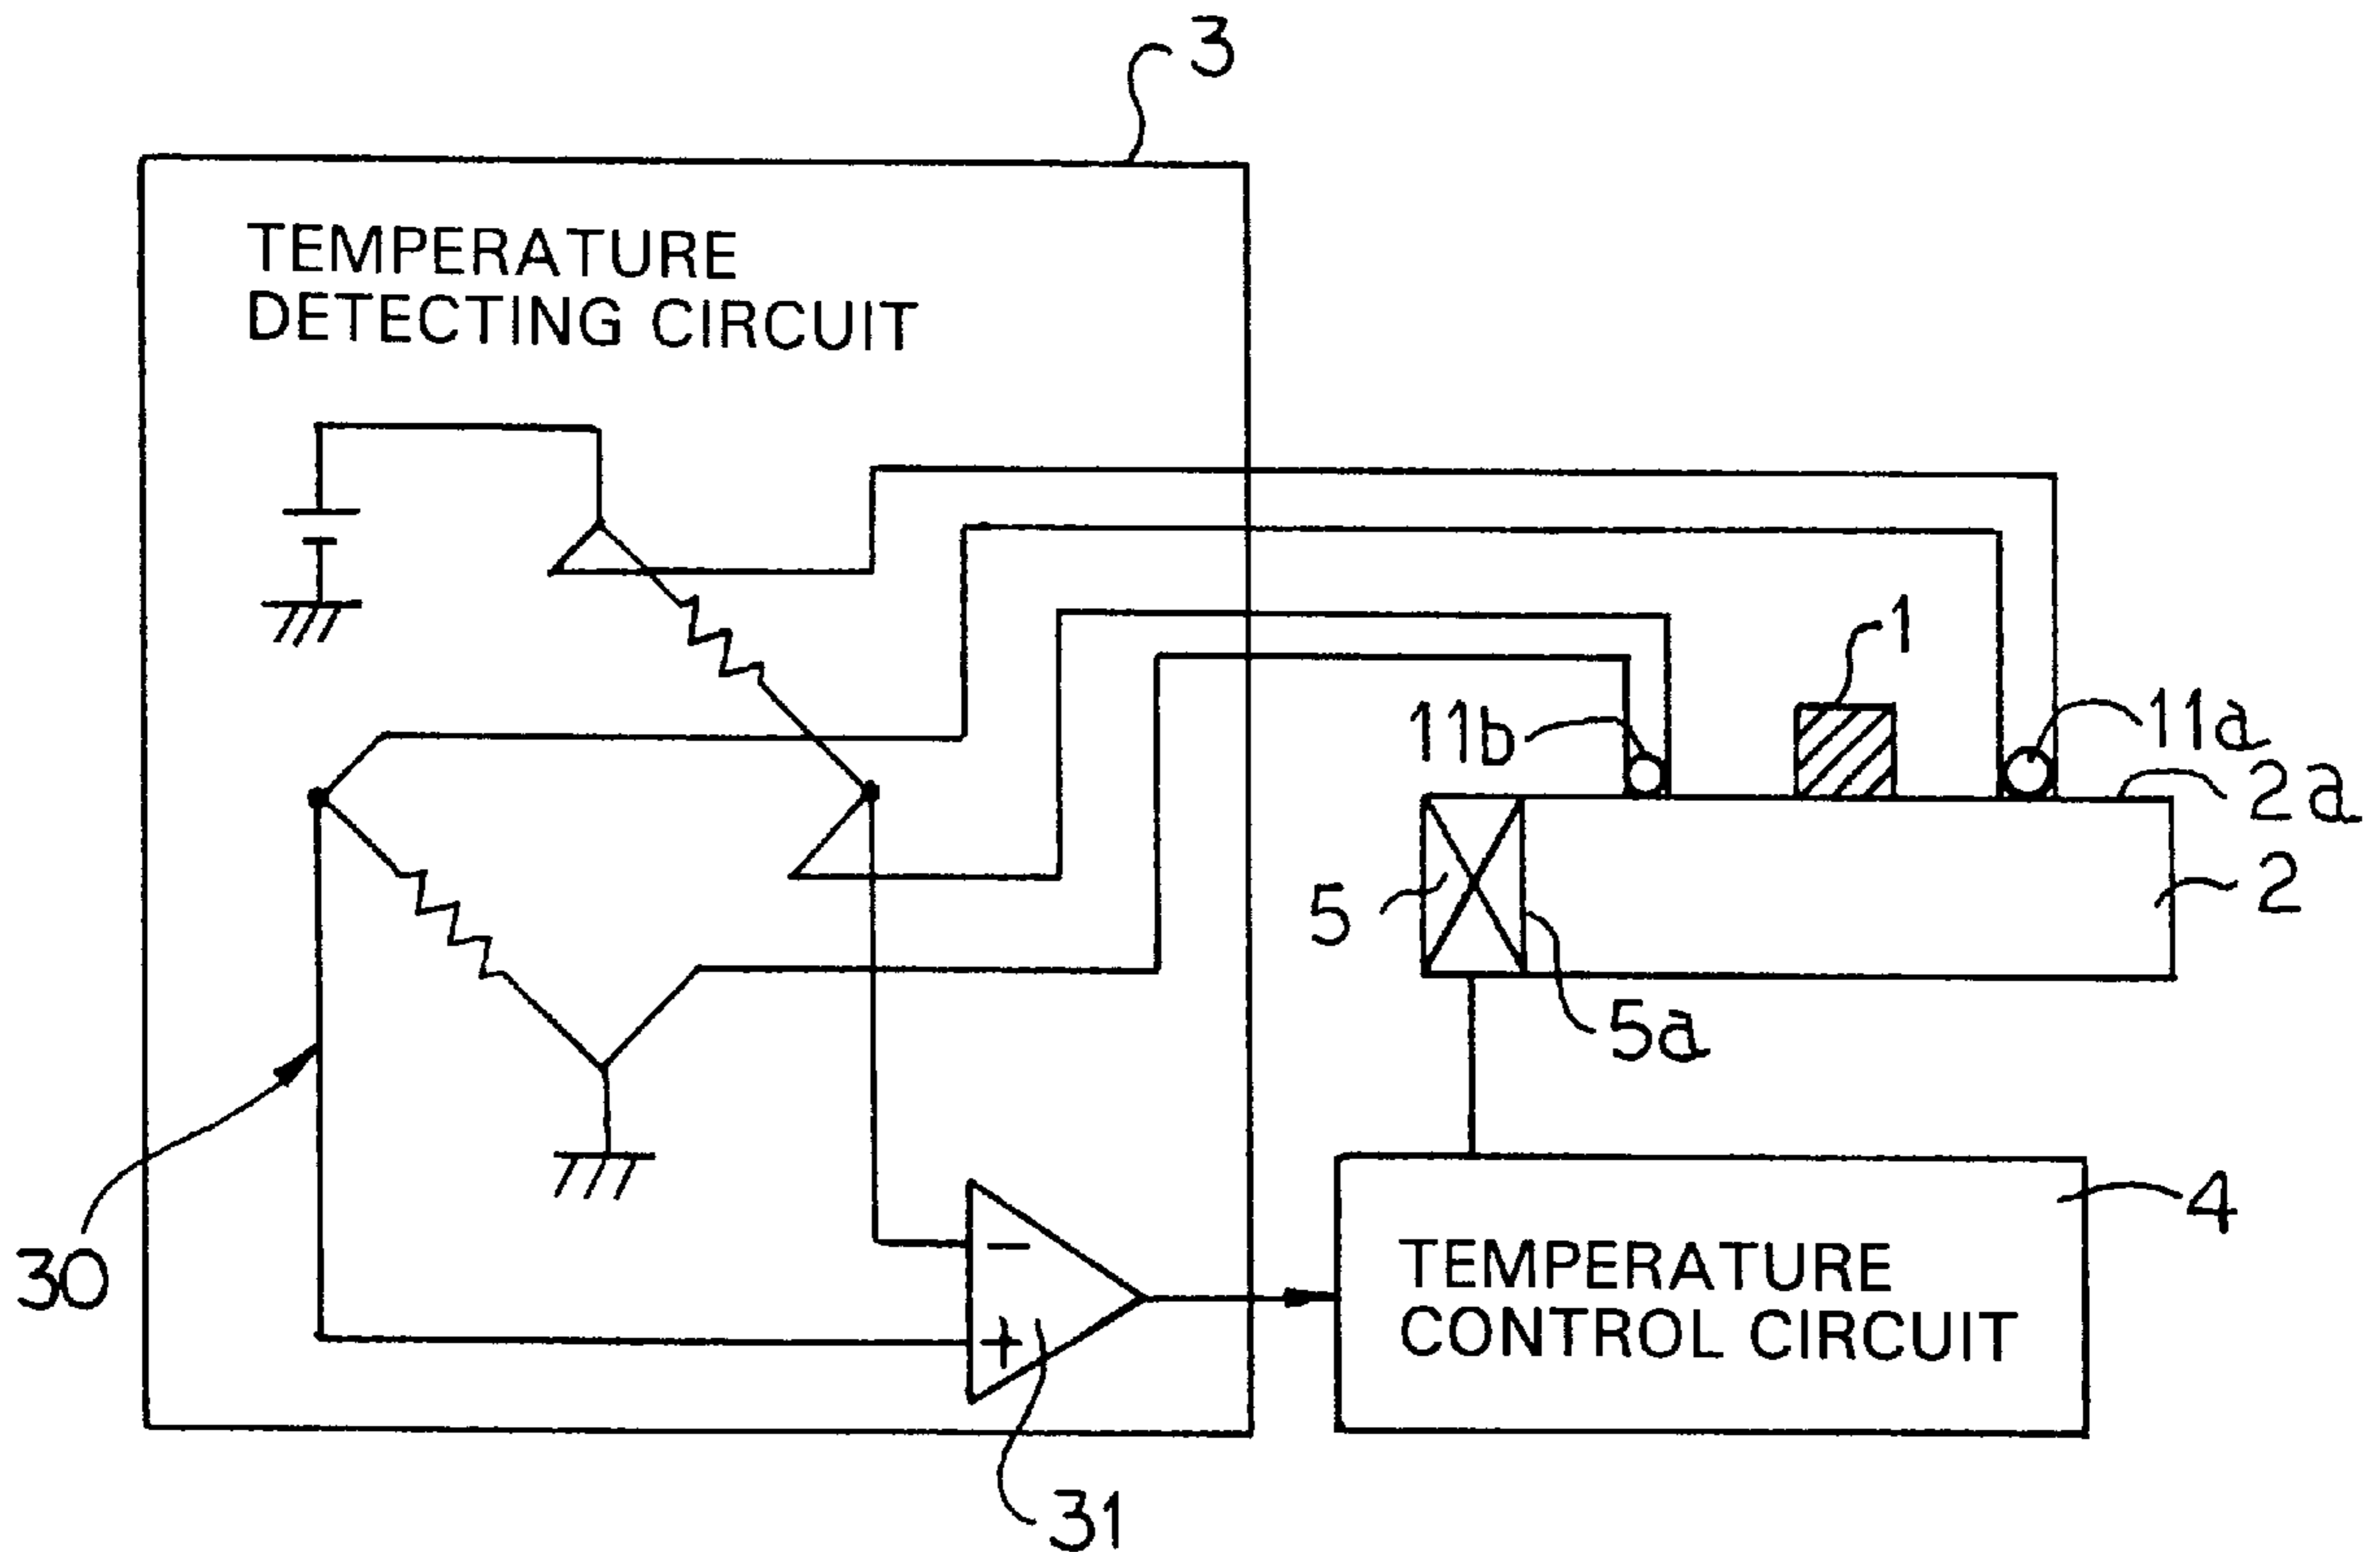 3
TEMPERATURE
DETECTING CIRCUIT
1
11b
11a
2a
2
5
5a
30
−
+
31
4
TEMPERATURE
CONTROL CIRCUIT